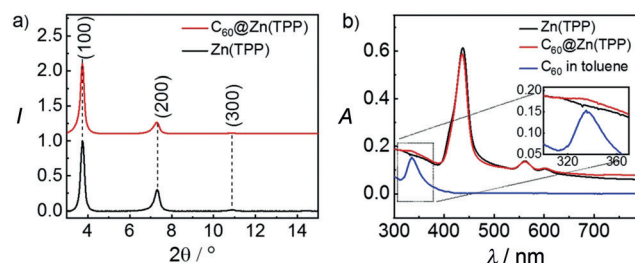 a)
C60@Zn(TPP)
Zn(TPP)
(100)
(200)
(300)
I
2.5
2.0
1.5
1.0
0.5
0.0
4 6 8 10 12 14
2θ / °
b)
Zn(TPP)
C60@Zn(TPP)
C60 in toluene
A
0.6
0.4
0.2
0.0
0.20
0.15
0.10
0.05
320 360
300 400 500 600 700
λ / nm